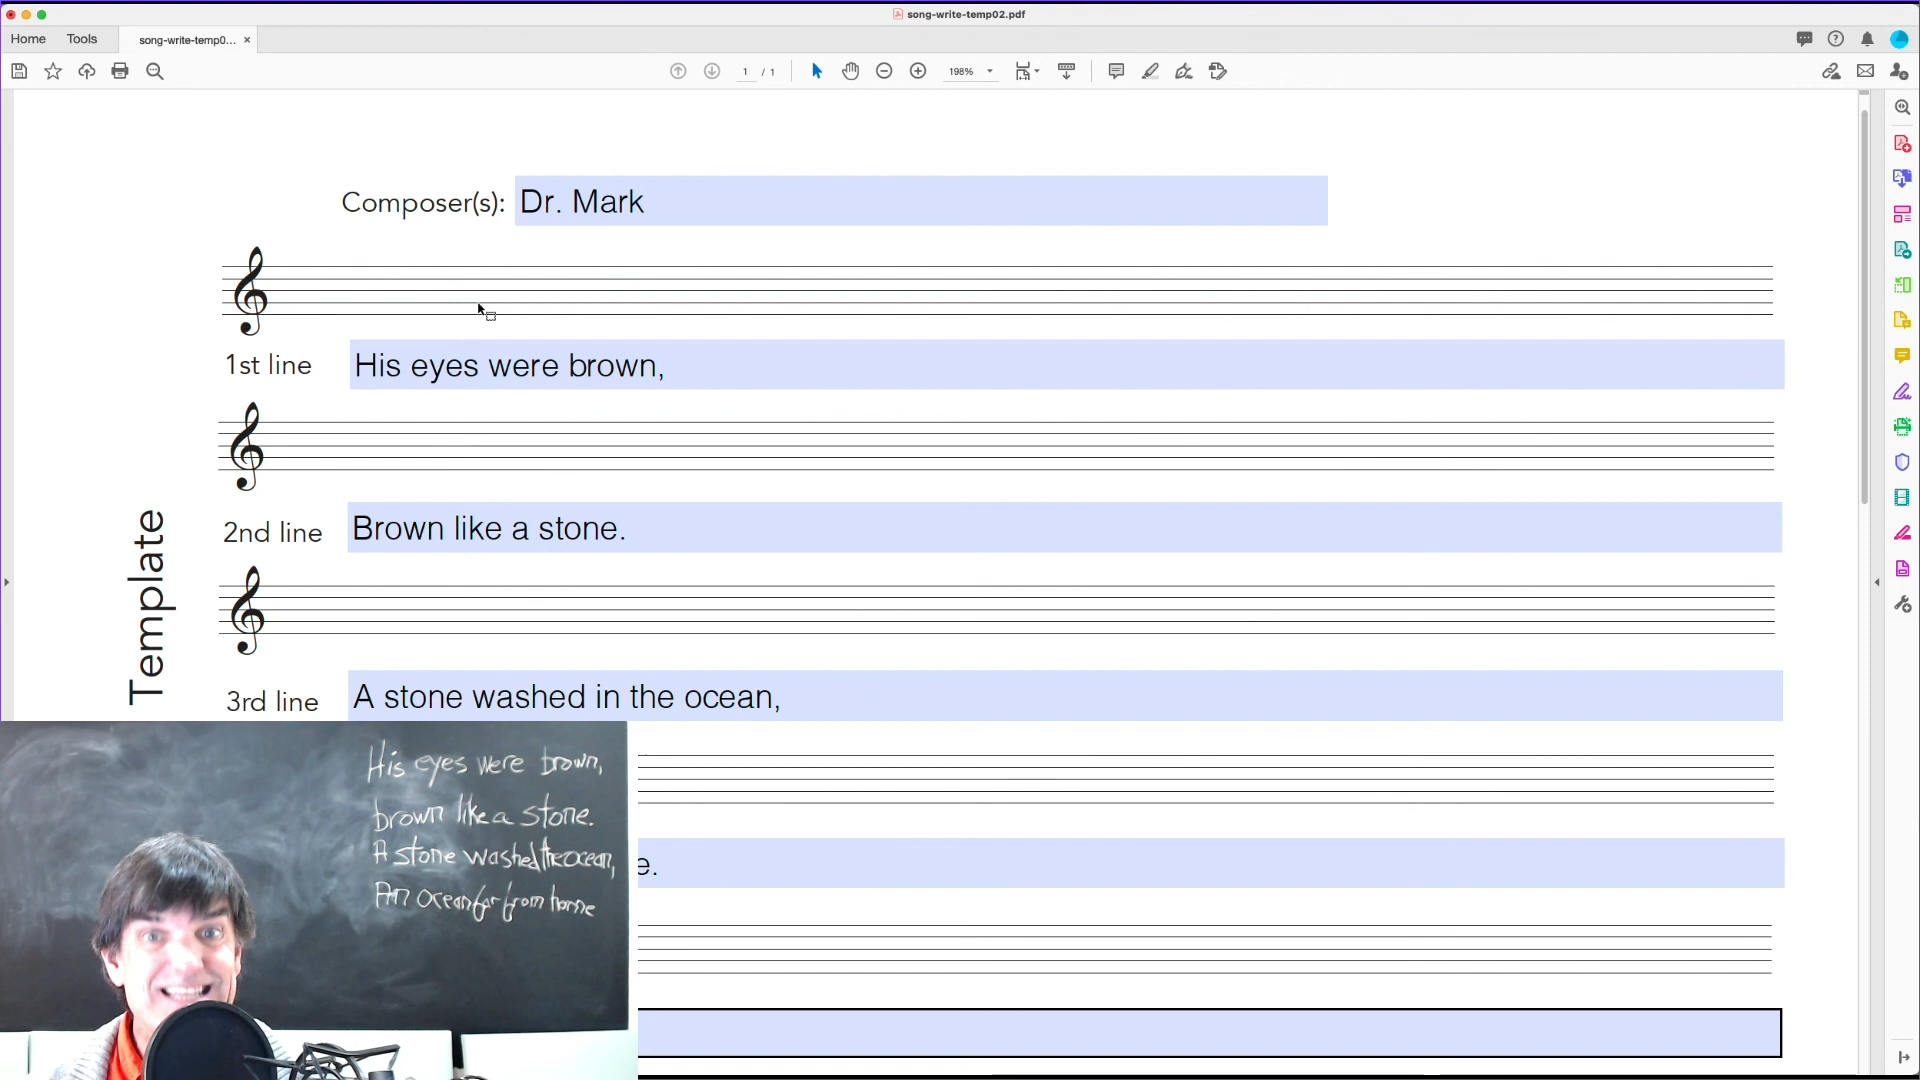 song-write-temp02.pdf
Home Tools song-write-temp0... ×
1 / 1 198%
Composer(s): Dr. Mark
1st line His eyes were brown,
2nd line Brown like a stone.
Template
3rd line A stone washed in the ocean,
e.
His eyes were brown,
brown like a stone.
A stone washed the ocean,
An ocean far from home